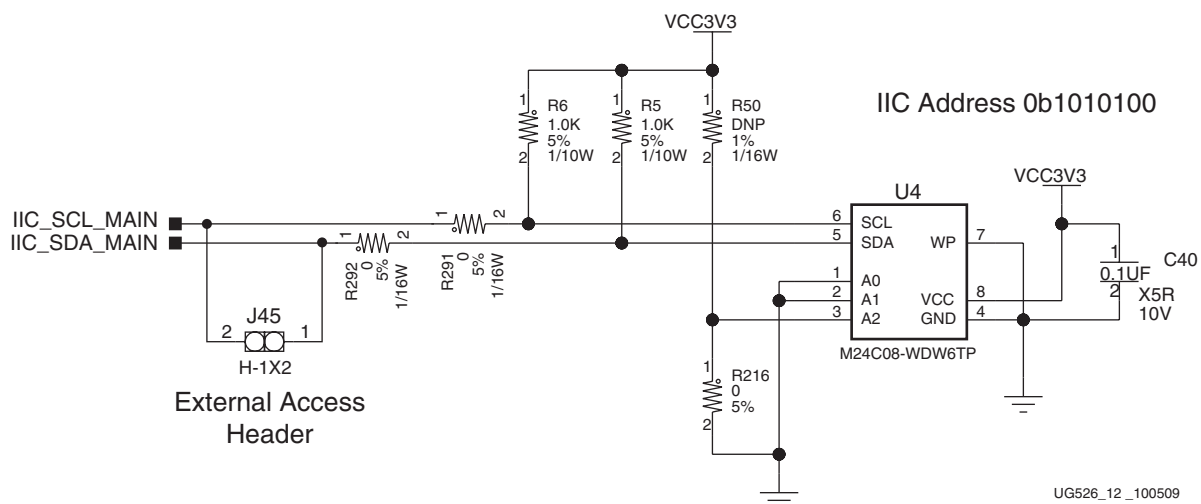 VCC3V3
IIC Address 0b1010100
1
R6
1.0K
5%
1/10W
2
1
R5
1.0K
5%
1/10W
2
1
R50
DNP
1%
1/16W
2
VCC3V3
U4
IIC_SCL_MAIN
IIC_SDA_MAIN
1
2
R291
0
5%
1/16W
1
2
R292
0
5%
1/16W
6
SCL
5
SDA
1
A0
2
A1
3
A2
WP
7
VCC
8
GND
4
M24C08-WDW6TP
1
C40
0.1UF
2
X5R
10V
J45
2
1
H-1X2
External Access
Header
1
R216
0
5%
2
UG526_12 _100509